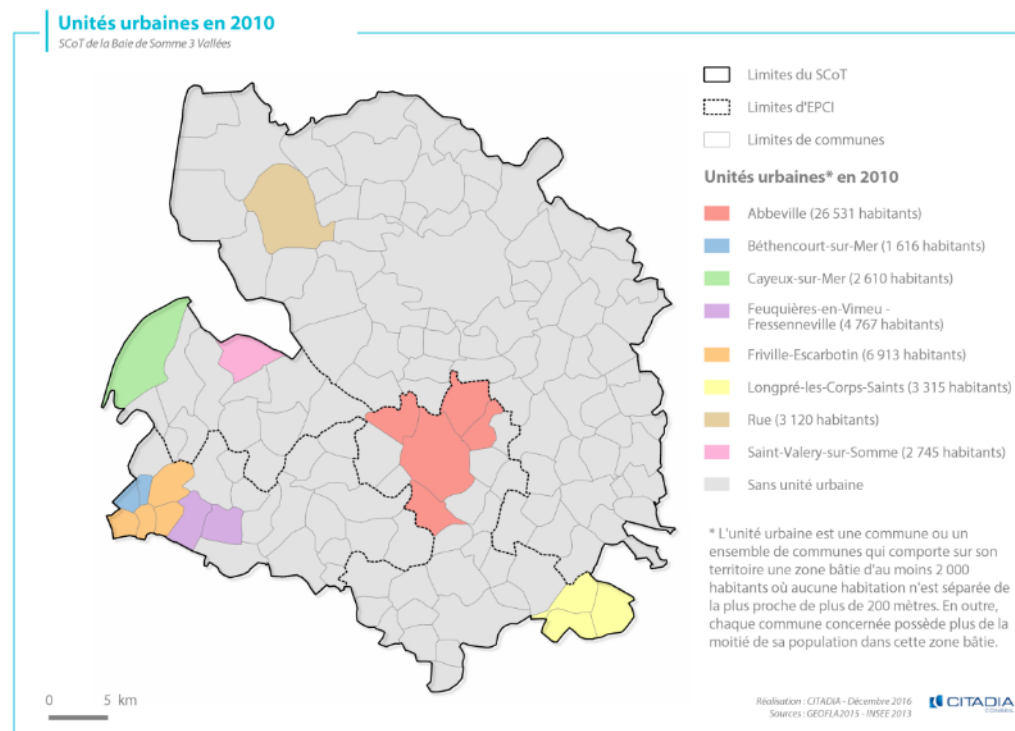 Unités urbaines en 2010
SCoT de la Baie de Somme 3 Vallées
Limites du SCoT
Limites d'EPCI
Limites de communes
Unités urbaines* en 2010
Abbeville (26 531 habitants)
Béthencourt-sur-Mer (1 616 habitants)
Cayeux-sur-Mer (2 610 habitants)
Feuquières-en-Vimeu -
Fressenneville (4 767 habitants)
Friville-Escarbotin (6 913 habitants)
Longpré-les-Corps-Saints (3 315 habitants)
Rue (3 120 habitants)
Saint-Valery-sur-Somme (2 745 habitants)
Sans unité urbaine
* L'unité urbaine est une commune ou un
ensemble de communes qui comporte sur son
territoire une zone bâtie d'au moins 2 000
habitants où aucune habitation n'est séparée de
la plus proche de plus de 200 mètres. En outre,
chaque commune concernée possède plus de la
moitié de sa population dans cette zone bâtie.
0 5 km
Réalisation : CITADIA - Décembre 2016
Sources : GEOFLA2015 - INSEE 2013
CITADIA